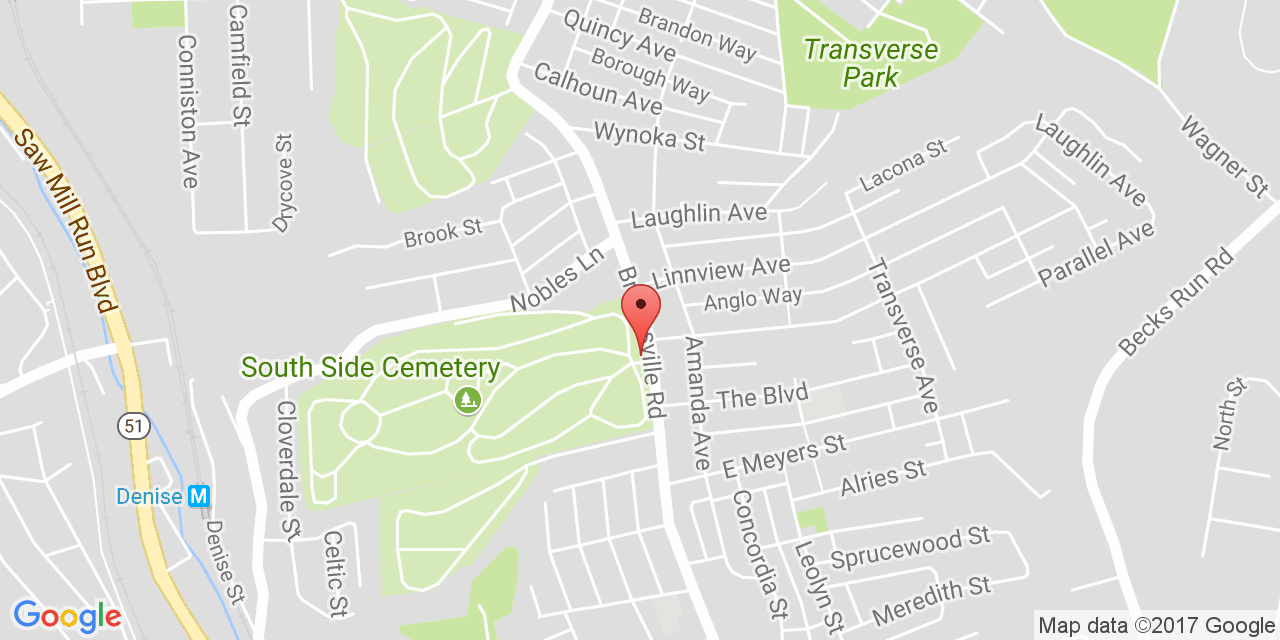 Camfield St
Conniston Ave
Quincy Ave
Brandon Way
Borough Way
Transverse
Park
Calhoun Ave
Wynoka St
Saw Mill Run Blvd
Drycove St
Lacona St
Laughlin Ave
Wagner St
Laughlin Ave
Brook St
Nobles Ln
Linnview Ave
Anglo Way
Transverse Ave
Parallel Ave
Becks Run Rd
South Side Cemetery
Amanda Ave
The Blvd
North St
51
Cloverdale St
E Meyers St
Alries St
Denise M
Denise St
Celtic St
Concordia St
Leolyn St
Sprucewood St
Meredith St
Google
Map data ©2017 Google
Rd